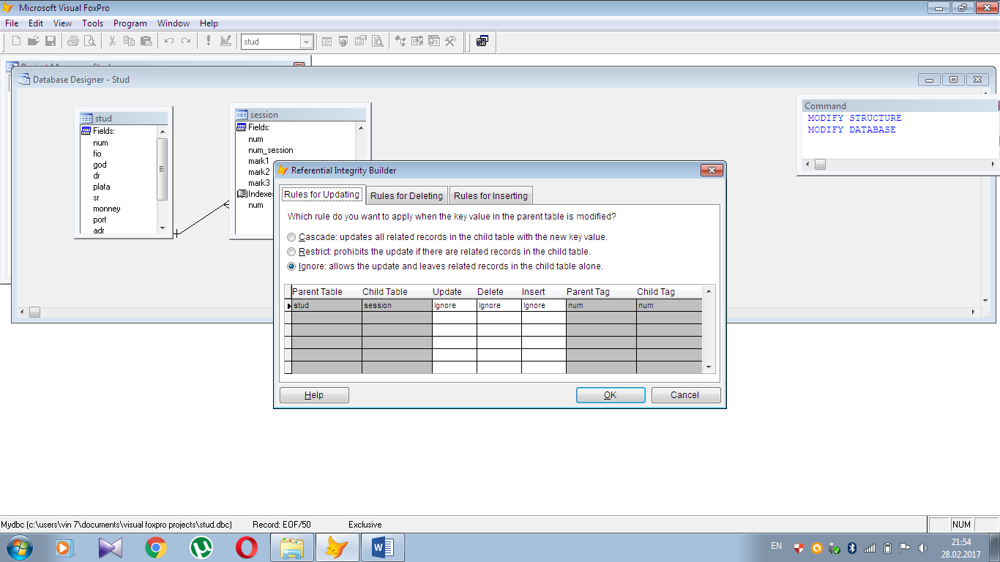 Microsoft Visual FoxPro
File Edit View Tools Program Window Help
stud
Database Designer - Stud
stud
Fields:
num
fio
god
dr
plata
sr
monney
port
adr
session
Fields:
num
num_session
mark1
mark2
mark3
Indexes
num
Command
MODIFY STRUCTURE
MODIFY DATABASE
Referential Integrity Builder
Rules for Updating Rules for Deleting Rules for Inserting
Which rule do you want to apply when the key value in the parent table is modified?
Cascade: updates all related records in the child table with the new key value.
Restrict: prohibits the update if there are related records in the child table.
Ignore: allows the update and leaves related records in the child table alone.
Parent Table Child Table Update Delete Insert Parent Tag Child Tag
stud session Ignore Ignore Ignore num num
Help OK Cancel
Mydbc (c:\users\vin 7\documents\visual foxpro projects\stud.dbc) Record: EOF/50 Exclusive NUM
EN 21:54
28.02.2017